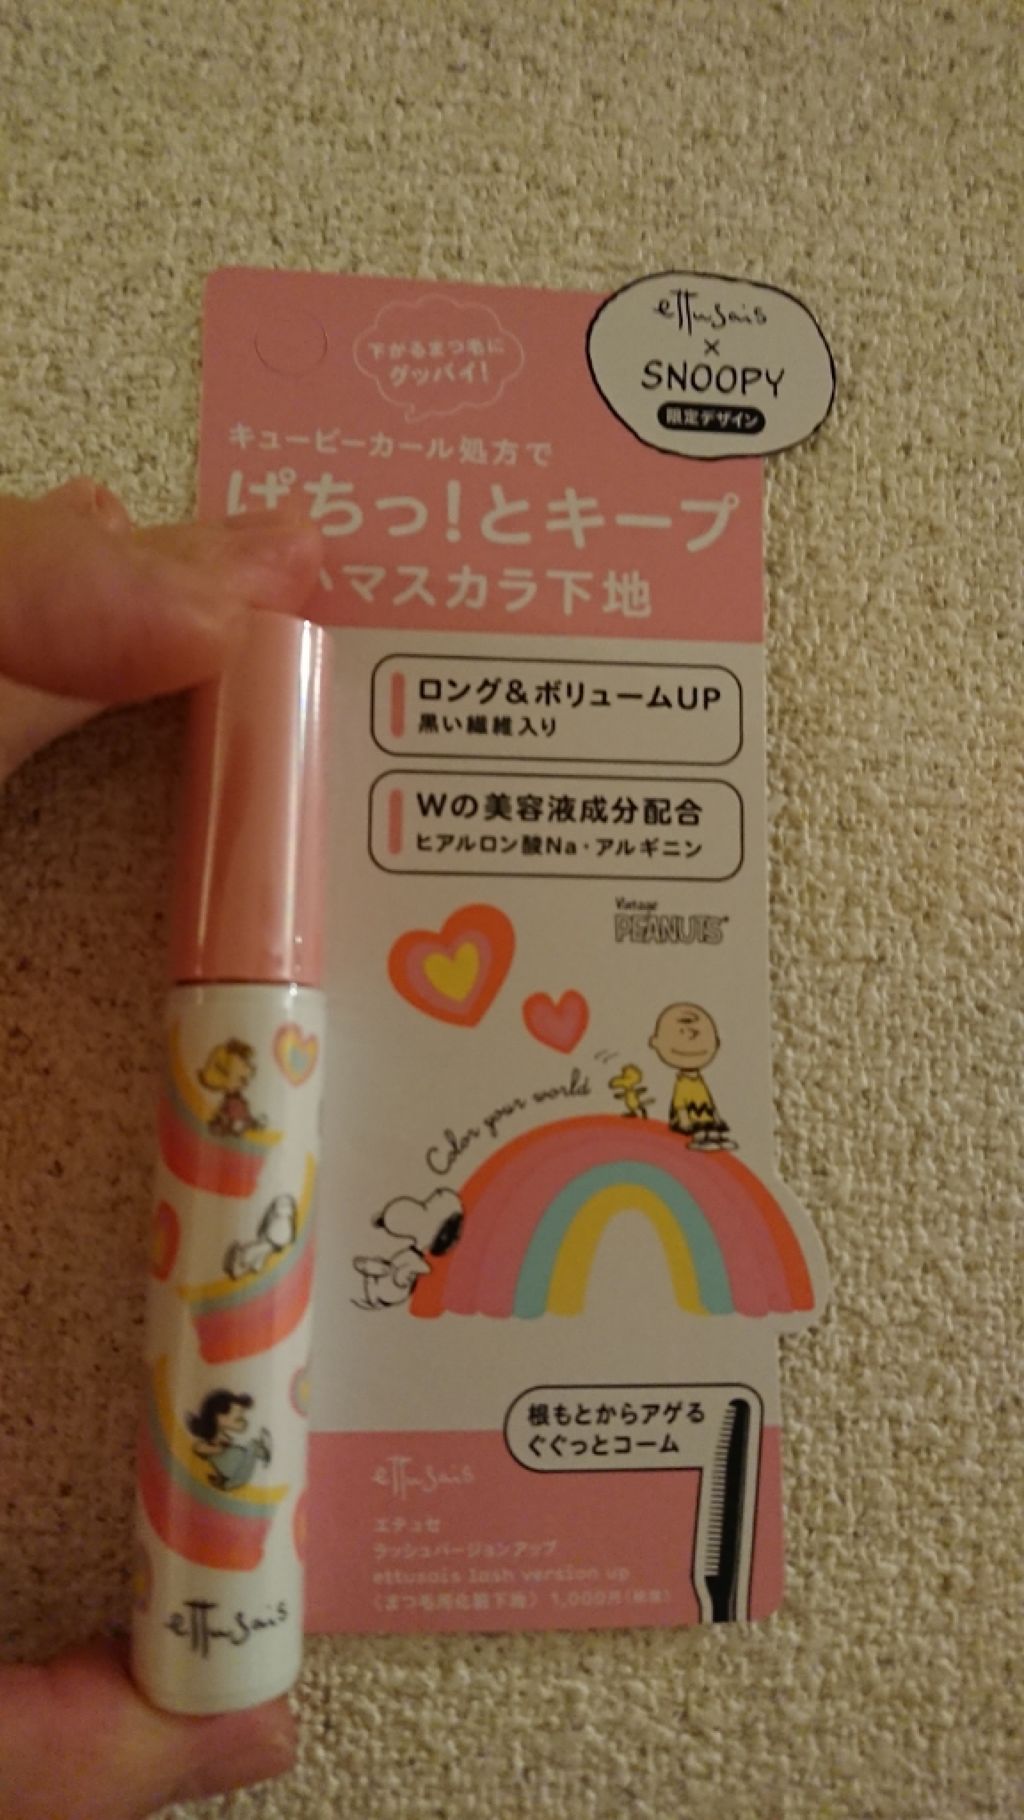 ettusais
×
SNOOPY
限定デザイン
下がるまつ毛に
グッバイ!
キューピーカール処方で
ぱちっ!とキープ
マスカラ下地
ロング&ボリュームUP
黒い繊維入り
Wの美容液成分配合
ヒアルロン酸Na・アルギニン
Vintage
PEANUTS
Color your world
根もとからアゲる
ぐぐっとコーム
ettusais
エテュセ
ラッシュバージョンアップ
ettusais lash version up
(まつ毛用化粧下地) 1,000円(税抜)
ettusais